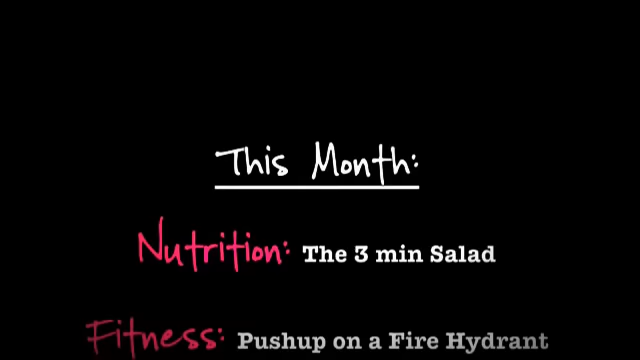 This Month:
Nutrition: The 3 min Salad
Fitness: Pushup on a Fire Hydrant